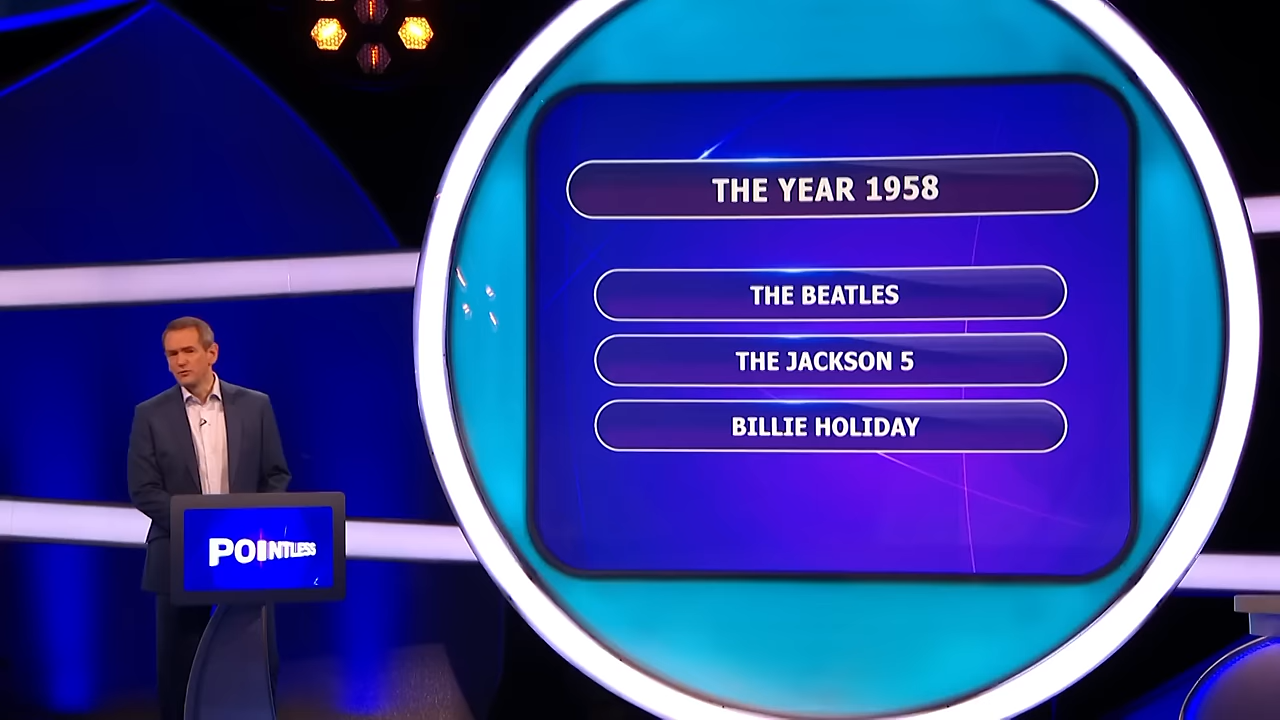 THE YEAR 1958
THE BEATLES
THE JACKSON 5
BILLIE HOLIDAY
POINTLESS